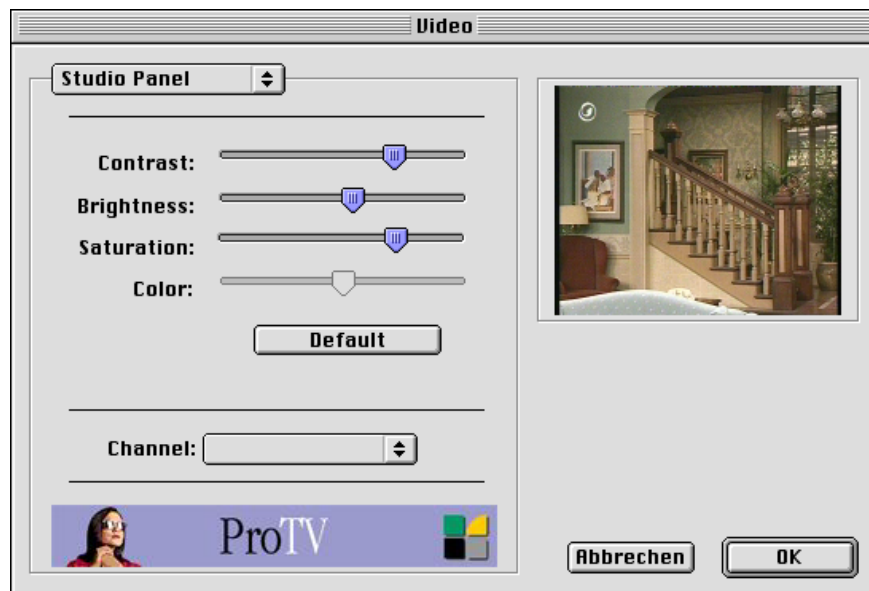 Video
Studio Panel
Contrast:
Brightness:
Saturation:
Color:
Default
Channel:
ProTV
Abbrechen
OK